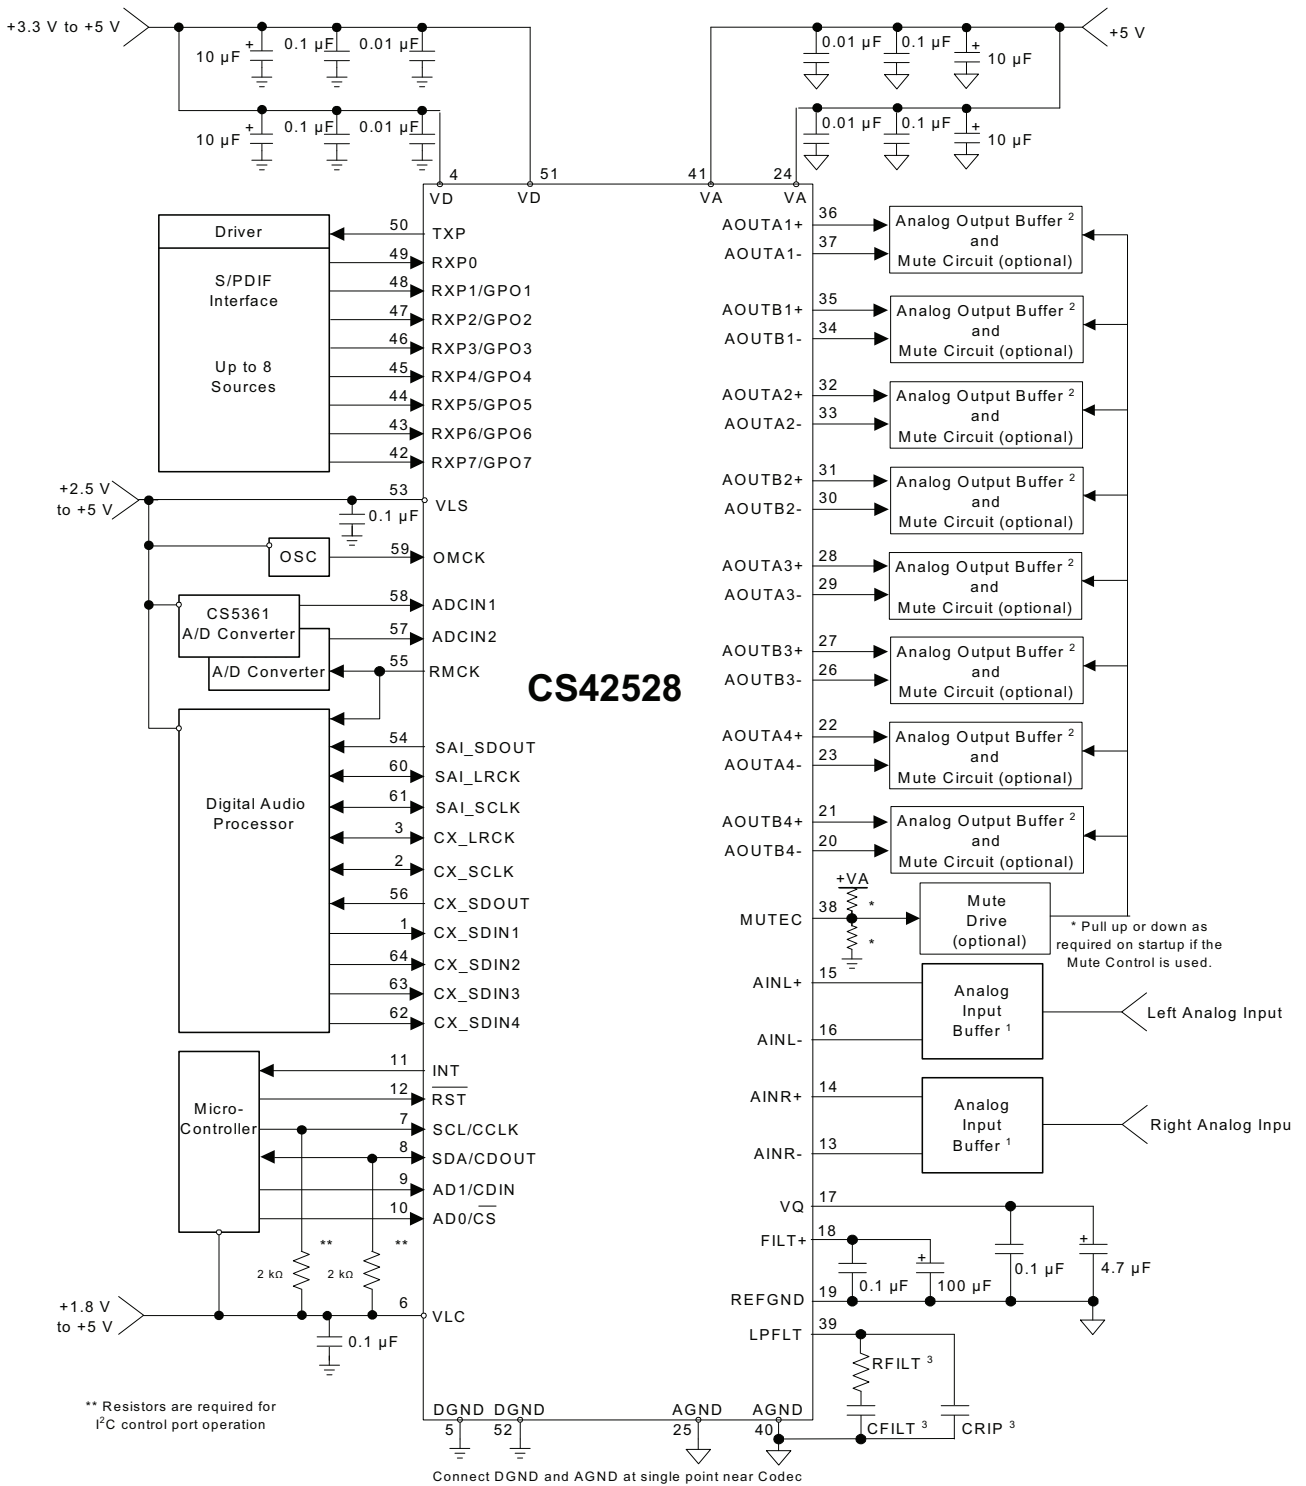 +3.3 V to +5 V
10 µF
+
0.1 µF
0.01 µF
10 µF
+
0.1 µF
0.01 µF
0.01 µF
0.1 µF
+
10 µF
+5 V
0.01 µF
0.1 µF
+
10 µF
4
51
41
24
VD
VD
VA
VA
Driver
S/PDIF
Interface
Up to 8
Sources
50
TXP
49
RXP0
48
RXP1/GPO1
47
RXP2/GPO2
46
RXP3/GPO3
45
RXP4/GPO4
44
RXP5/GPO5
43
RXP6/GPO6
42
RXP7/GPO7
+2.5 V
to +5 V
53
VLS
0.1 µF
OSC
59
OMCK
CS5361
A/D Converter
A/D Converter
58
ADCIN1
57
ADCIN2
55
RMCK
CS42528
Digital Audio
Processor
54
SAI_SDOUT
60
SAI_LRCK
61
SAI_SCLK
3
CX_LRCK
2
CX_SCLK
56
CX_SDOUT
1
CX_SDIN1
64
CX_SDIN2
63
CX_SDIN3
62
CX_SDIN4
Micro-
Controller
11
INT
12
RST
7
SCL/CCLK
8
SDA/CDOUT
9
AD1/CDIN
10
AD0/CS
**
**
2 kΩ
2 kΩ
+1.8 V
to +5 V
6
VLC
0.1 µF
** Resistors are required for
I2C control port operation
AOUTA1+
36
AOUTA1-
37
Analog Output Buffer 2
and
Mute Circuit (optional)
AOUTB1+
35
AOUTB1-
34
Analog Output Buffer 2
and
Mute Circuit (optional)
AOUTA2+
32
AOUTA2-
33
Analog Output Buffer 2
and
Mute Circuit (optional)
AOUTB2+
31
AOUTB2-
30
Analog Output Buffer 2
and
Mute Circuit (optional)
AOUTA3+
28
AOUTA3-
29
Analog Output Buffer 2
and
Mute Circuit (optional)
AOUTB3+
27
AOUTB3-
26
Analog Output Buffer 2
and
Mute Circuit (optional)
AOUTA4+
22
AOUTA4-
23
Analog Output Buffer 2
and
Mute Circuit (optional)
AOUTB4+
21
AOUTB4-
20
Analog Output Buffer 2
and
Mute Circuit (optional)
+VA
*
*
MUTEC
38
Mute
Drive
(optional)
* Pull up or down as
required on startup if the
Mute Control is used.
AINL+
15
AINL-
16
Analog
Input
Buffer 1
Left Analog Input
AINR+
14
AINR-
13
Analog
Input
Buffer 1
Right Analog Inpu
VQ
17
FILT+
18
0.1 µF
+
100 µF
0.1 µF
+
4.7 µF
REFGND
19
LPFLT
39
RFILT 3
CFILT 3
CRIP 3
DGND
DGND
AGND
AGND
5
52
25
40
Connect DGND and AGND at single point near Codec